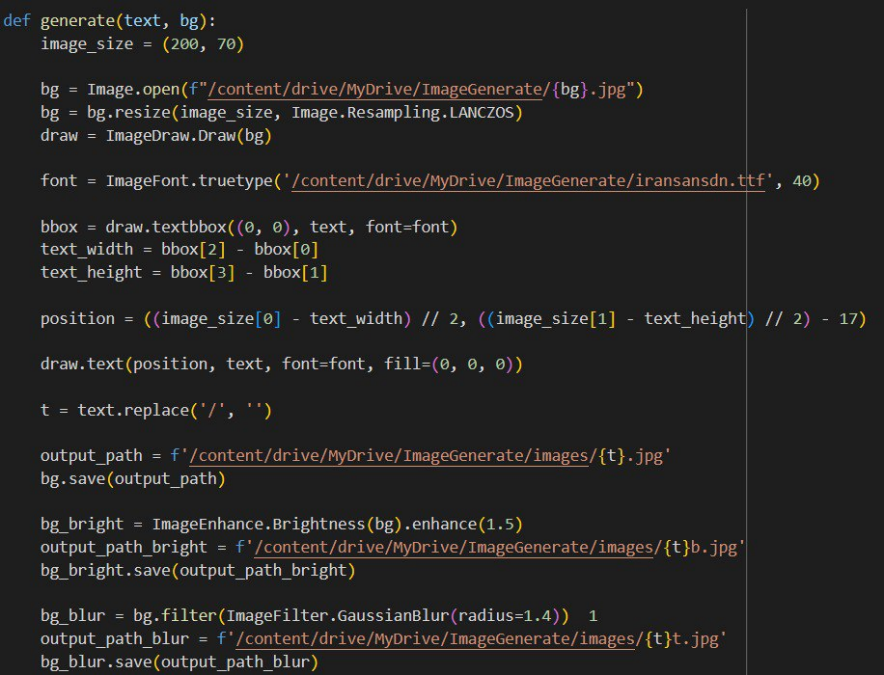 def generate(text, bg):
    image_size = (200, 70)
    bg = Image.open(f"/content/drive/MyDrive/ImageGenerate/{bg}.jpg")
    bg = bg.resize(image_size, Image.Resampling.LANCZOS)
    draw = ImageDraw.Draw(bg)
    font = ImageFont.truetype('/content/drive/MyDrive/ImageGenerate/iransansdn.ttf', 40)
    bbox = draw.textbbox((0, 0), text, font=font)
    text_width = bbox[2] - bbox[0]
    text_height = bbox[3] - bbox[1]
    position = ((image_size[0] - text_width) // 2, ((image_size[1] - text_height) // 2) - 17)
    draw.text(position, text, font=font, fill=(0, 0, 0))
    t = text.replace('/', '')
    output_path = f'/content/drive/MyDrive/ImageGenerate/images/{t}.jpg'
    bg.save(output_path)
    bg_bright = ImageEnhance.Brightness(bg).enhance(1.5)
    output_path_bright = f'/content/drive/MyDrive/ImageGenerate/images/{t}b.jpg'
    bg_bright.save(output_path_bright)
    bg_blur = bg.filter(ImageFilter.GaussianBlur(radius=1.4))  1
    output_path_blur = f'/content/drive/MyDrive/ImageGenerate/images/{t}t.jpg'
    bg_blur.save(output_path_blur)